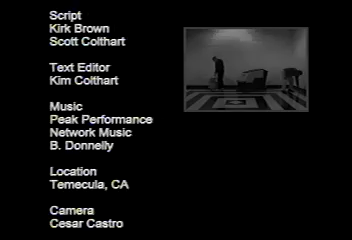 Script
Kirk Brown
Scott Colthart
Text Editor
Kim Colthart
Music
Peak Performance
Network Music
B. Donnelly
Location
Temecula, CA
Camera
Cesar Castro